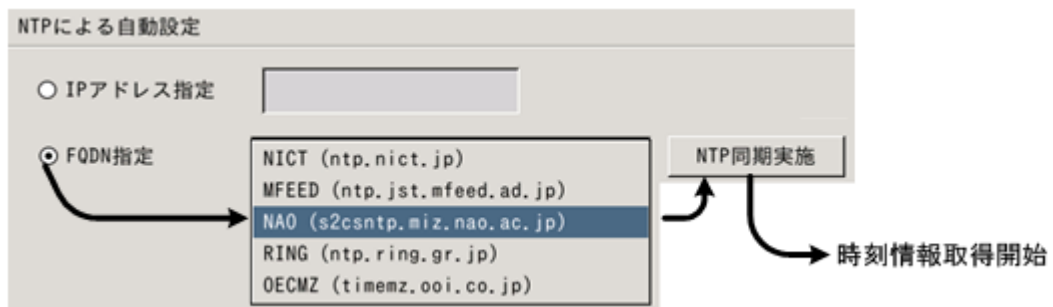 NTPによる自動設定
IPアドレス指定
FQDN指定
NICT (ntp.nict.jp)
MFEED (ntp.jst.mfeed.ad.jp)
NAO (s2csntp.miz.nao.ac.jp)
RING (ntp.ring.gr.jp)
OECMZ (timemz.ooi.co.jp)
NTP同期実施
時刻情報取得開始